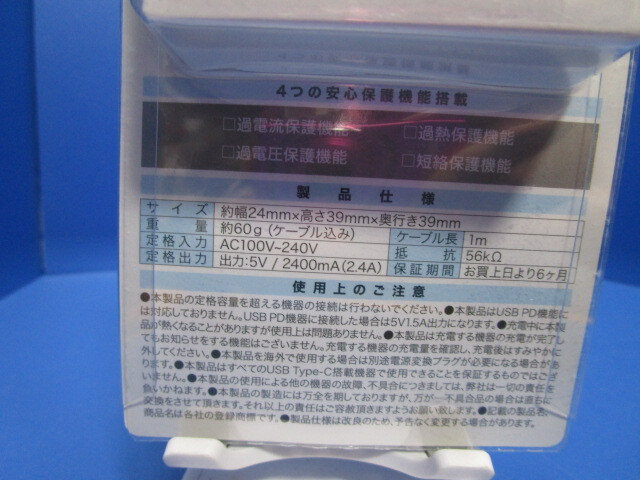 4つの安心保護機能搭載
□過電流保護機能 □過熱保護機能
□過電圧保護機能 □短絡保護機能
製品仕様
サイズ 約幅24mm×高さ39mm×奥行き39mm
重量 約60g(ケーブル込み) ケーブル長 1m
定格入力 AC100V~240V 抵抗 56kΩ
定格出力 出力:5V / 2400mA(2.4A) 保証期間 お買上日より6ヶ月
使用上のご注意
●本製品の定格容量を超える機器の接続は行わないでください。●本製品はUSB PD機能に
は対応しておりません。USB PD機器に接続した場合は5V1.5A出力になります。●充電中に本製
品が熱くなることがありますが使用上は問題ありません。●本製品は充電する機器の充電が完了し
てもお知らせをする機能はございません。充電する機器の充電量を確認し、充電後はすみやかに
外してください。●本製品を海外で使用する場合は別途電源変換プラグが必要になる場合があり
ます。●本製品はすべてのUSB Type-C搭載機器で使用できることを保証するものではござ
いません。●本製品の使用による他の機器の故障、不具合につきましては、弊社は一切の責任を
負いかねます。●本製品の製造には万全を期しておりますが、万が一不具合品の場合は直ちに
交換をさせて頂きます。それ以上の責任はご容赦頂きますようお願い致します。●記載の製品名、
商品名は各社の登録商標です。●製品仕様は改良のため、予告なく変更する場合があります。